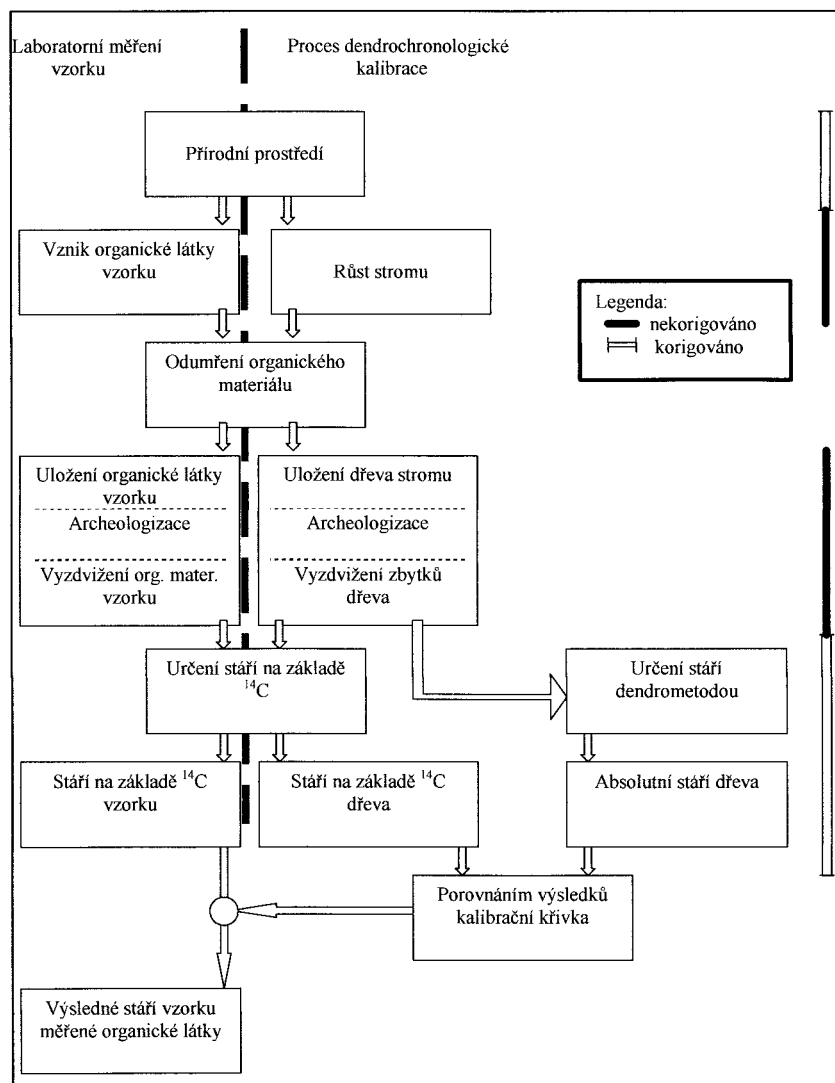 Laboratorní měření
vzorku
Proces dendrochronologické
kalibrace
Přírodní prostředí
Vznik organické látky
vzorku
Růst stromu
Legenda:
nekorigováno
korigováno
Odumření organického
materiálu
Uložení organické látky
vzorku
Archeologizace
Vyzdvižení org. mater.
vzorku
Uložení dřeva stromu
Archeologizace
Vyzdvižení zbytků
dřeva
Určení stáří na základě
¹⁴C
Určení stáří
dendrometodou
Stáří na základě ¹⁴C
vzorku
Stáří na základě ¹⁴C
dřeva
Absolutní stáří dřeva
Porovnáním výsledků
kalibrační křivka
Výsledné stáří vzorku
měřené organické látky